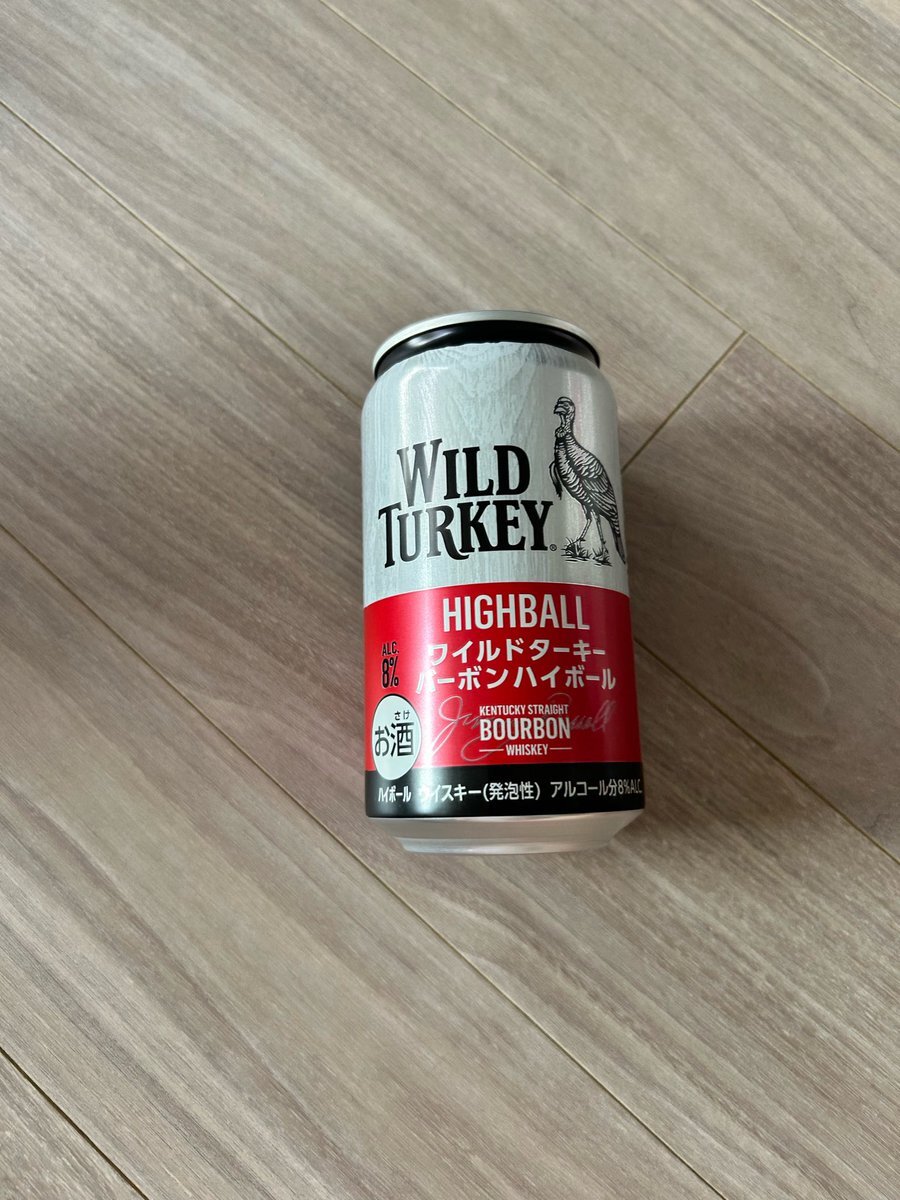 WILD
TURKEY®
HIGHBALL
ワイルドターキー
バーボンハイボール
ALC.
8%
KENTUCKY STRAIGHT
BOURBON
WHISKEY
さけ
お酒
ハイボール ウイスキー(発泡性) アルコール分8%ALC.